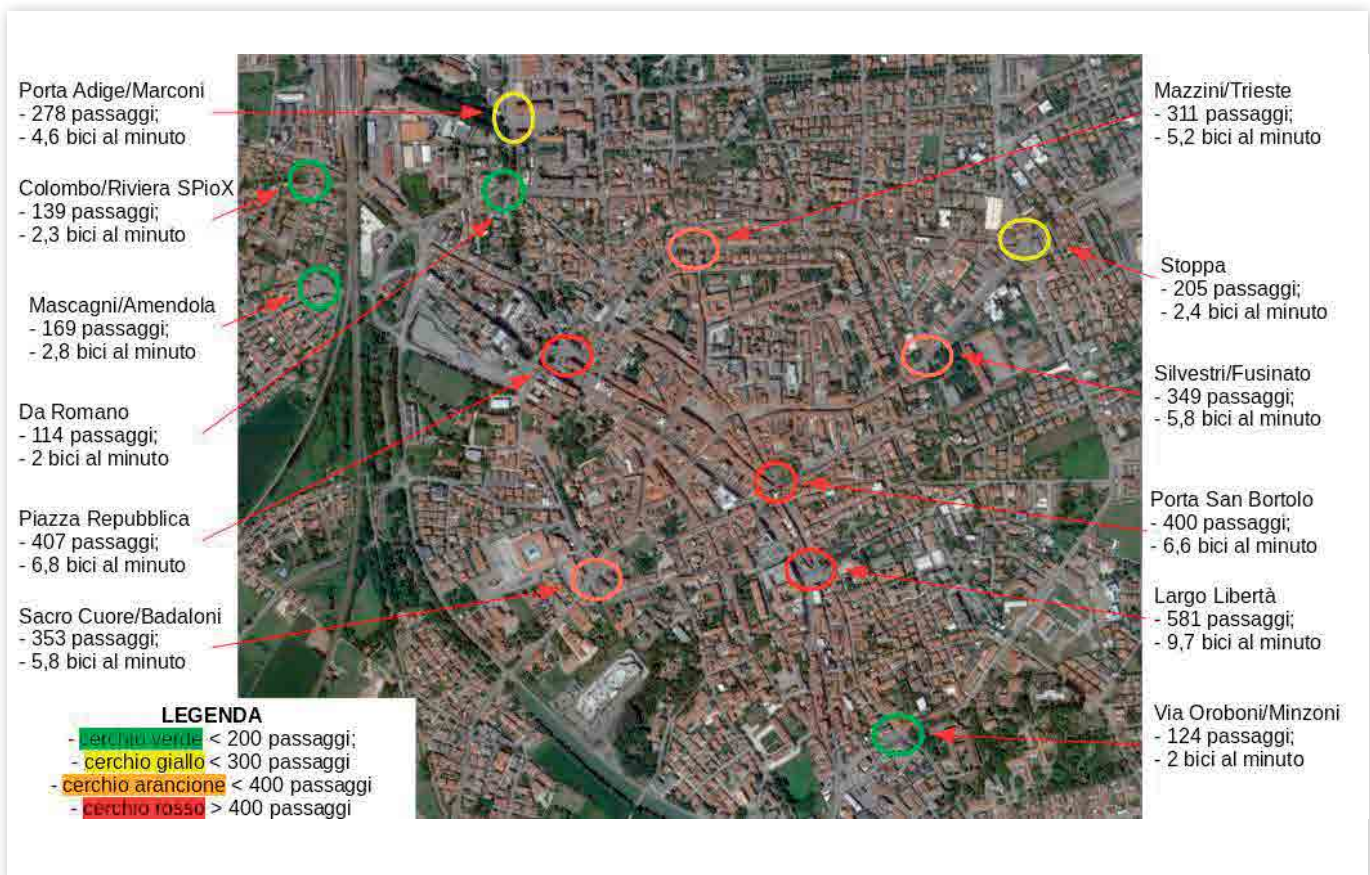 Porta Adige/Marconi
- 278 passaggi;
- 4,6 bici al minuto
Colombo/Riviera SPioX
- 139 passaggi;
- 2,3 bici al minuto
Mascagni/Amendola
- 169 passaggi;
- 2,8 bici al minuto
Da Romano
- 114 passaggi;
- 2 bici al minuto
Piazza Repubblica
- 407 passaggi;
- 6,8 bici al minuto
Sacro Cuore/Badaloni
- 353 passaggi;
- 5,8 bici al minuto
LEGENDA
- cerchio verde < 200 passaggi;
- cerchio giallo < 300 passaggi
- cerchio arancione < 400 passaggi
- cerchio rosso > 400 passaggi
Mazzini/Trieste
- 311 passaggi;
- 5,2 bici al minuto
Stoppa
- 205 passaggi;
- 2,4 bici al minuto
Silvestri/Fusinato
- 349 passaggi;
- 5,8 bici al minuto
Porta San Bortolo
- 400 passaggi;
- 6,6 bici al minuto
Largo Libertà
- 581 passaggi;
- 9,7 bici al minuto
Via Oroboni/Minzoni
- 124 passaggi;
- 2 bici al minuto